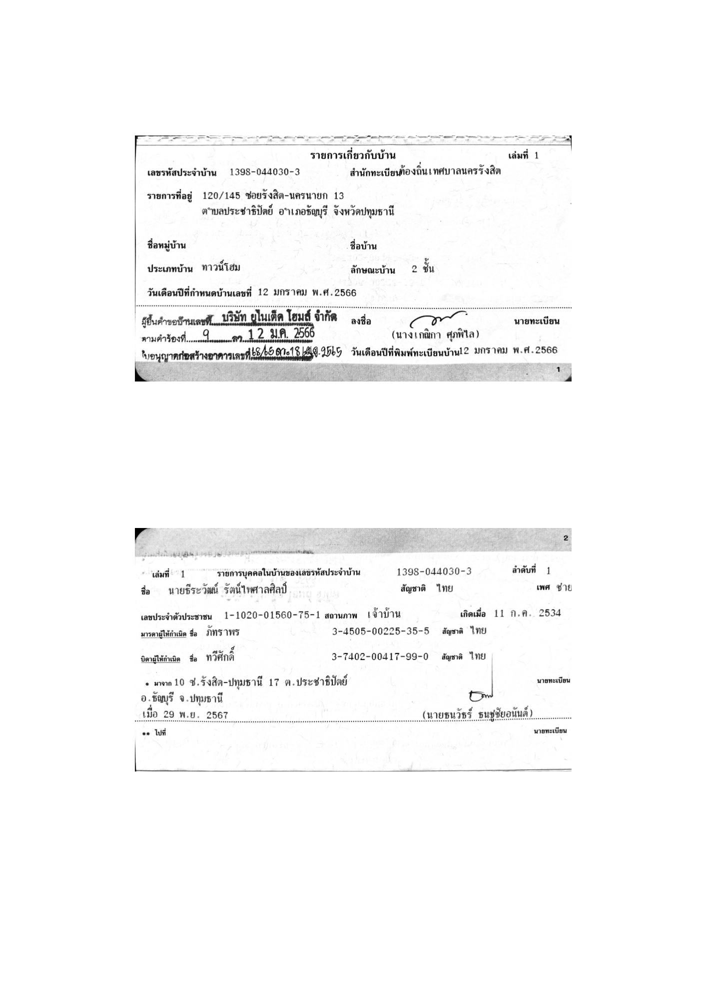 รายการเกี่ยวกับบ้าน เล่มที่ 1
เลขรหัสประจำบ้าน 1398-044030-3 สำนักทะเบียน ท้องถิ่นเทศบาลนครรังสิต
รายการที่อยู่ 120/145 ซอยรังสิต-นครนายก 13
ตำบลประชาธิปัตย์ อำเภอธัญบุรี จังหวัดปทุมธานี
ชื่อหมู่บ้าน ชื่อบ้าน
ประเภทบ้าน ทาวน์โฮม ลักษณะบ้าน 2 ชั้น
วันเดือนปีที่กำหนดบ้านเลขที่ 12 มกราคม พ.ศ.2566
ผู้ยื่นคำขอบ้านเลขที่ บริษัท ยูไนเต็ด โฮมส์ จำกัด ลงชื่อ นายทะเบียน
ตามคำร้องที่ 9 ลว. 12 ม.ค. 2566 (นางเกณิกา ศุภพิไล)
ใบอนุญาตก่อสร้างอาคารเลขที่ วันเดือนปีที่พิมพ์ทะเบียนบ้าน 12 มกราคม พ.ศ.2566
1
2
เล่มที่ 1 รายการบุคคลในบ้านของเลขรหัสประจำบ้าน 1398-044030-3 ลำดับที่ 1
ชื่อ นายธีระวัฒน์ รัตน์ไพศาลศิลป์ สัญชาติ ไทย เพศ ชาย
เลขประจำตัวประชาชน 1-1020-01560-75-1 สถานภาพ เจ้าบ้าน เกิดเมื่อ 11 ก.ค. 2534
มารดาผู้ให้กำเนิด ชื่อ ภัทราพร 3-4505-00225-35-5 สัญชาติ ไทย
บิดาผู้ให้กำเนิด ชื่อ ทวีศักดิ์ 3-7402-00417-99-0 สัญชาติ ไทย
* มาจาก 10 ซ.รังสิต-ปทุมธานี 17 ต.ประชาธิปัตย์ นายทะเบียน
อ.ธัญบุรี จ.ปทุมธานี
เมื่อ 29 พ.ย. 2567 (นายธนวัธร์ ธนชูชัยอนันต์)
** ไปที่ นายทะเบียน